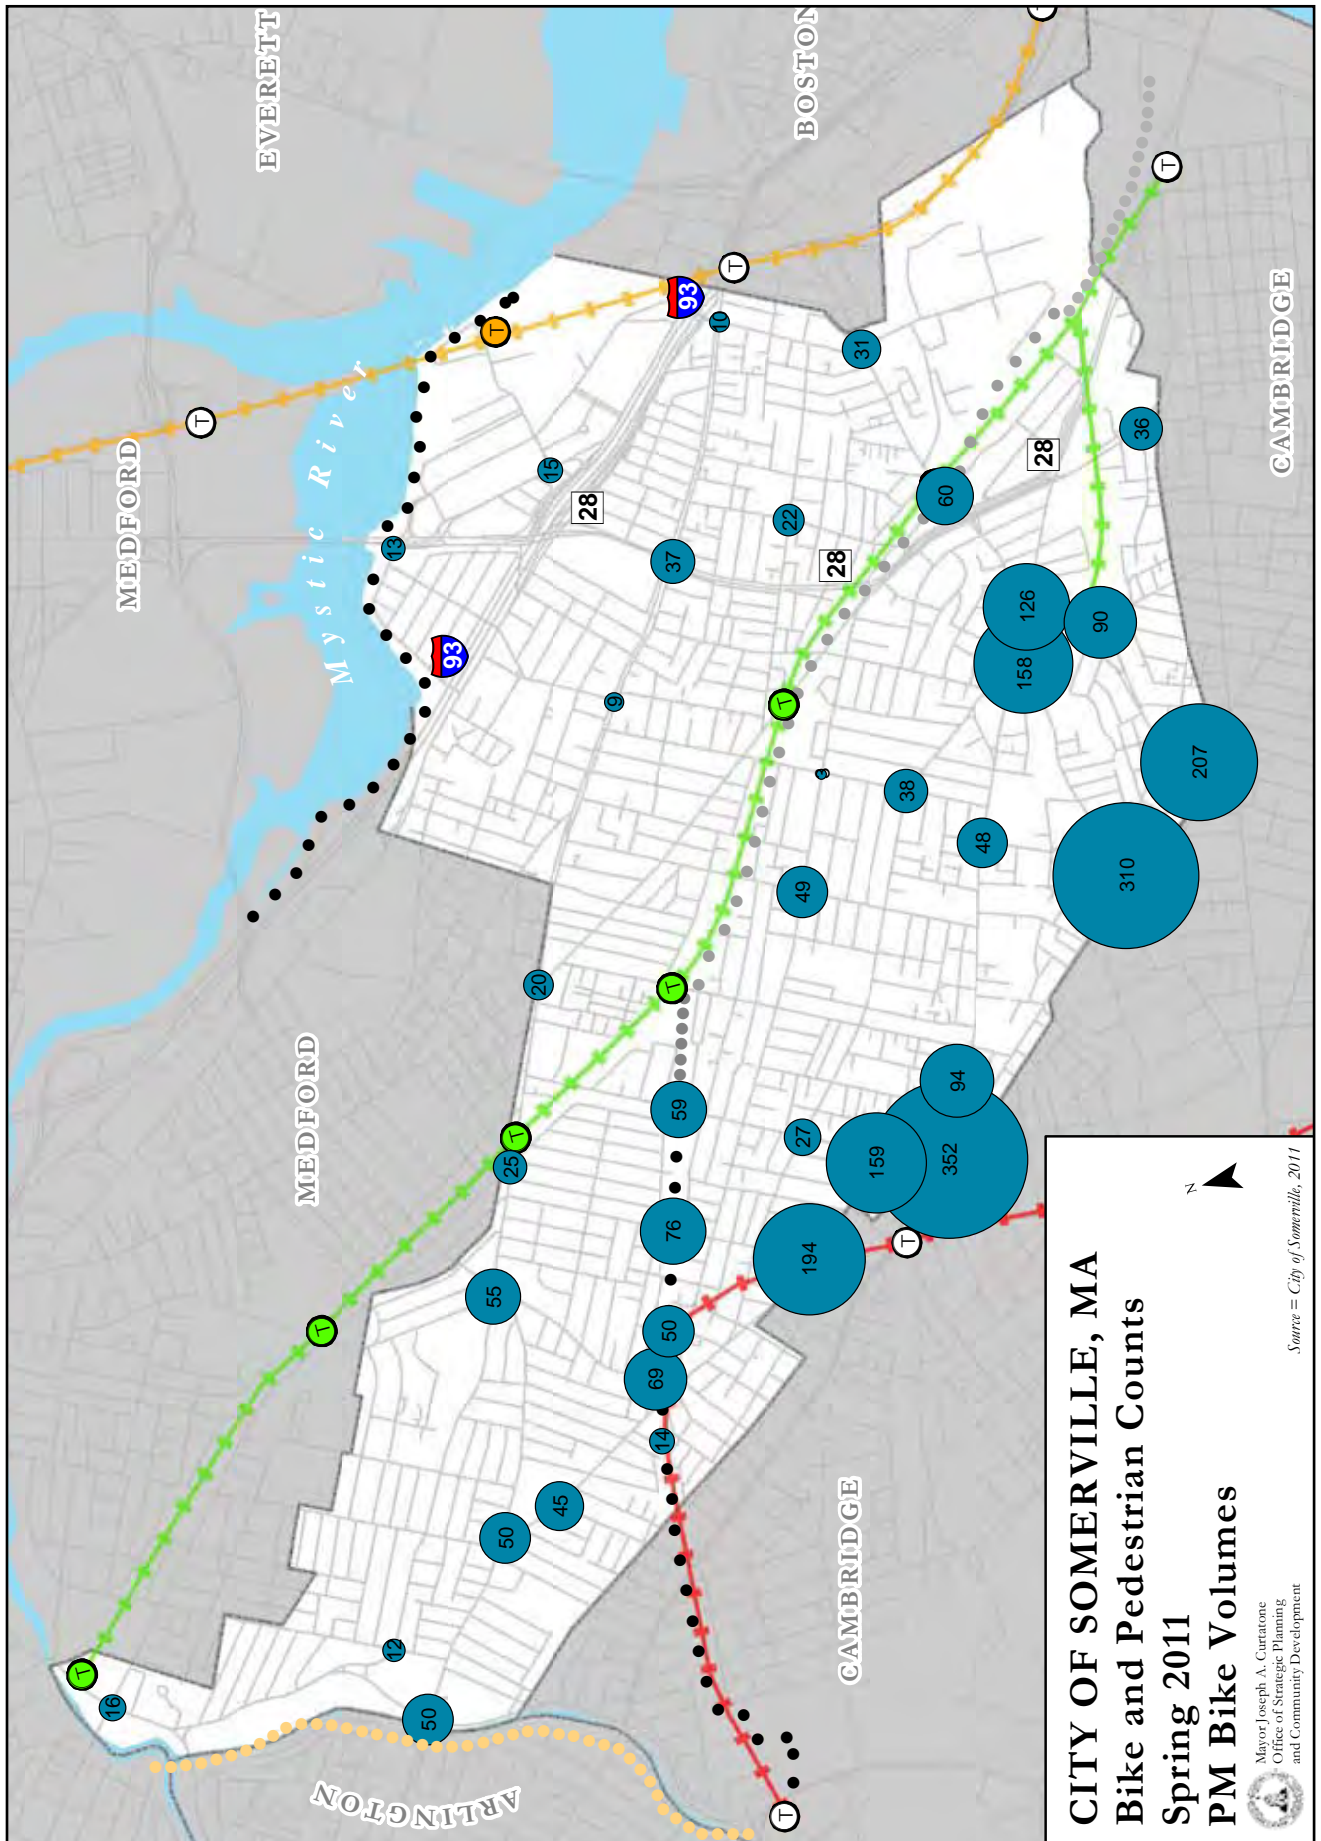 CITY OF SOMERVILLE, MA
Bike and Pedestrian Counts
Spring 2011
PM Bike Volumes
Mayor Joseph A. Curtatone
Office of Strategic Planning
and Community Development
Source = City of Somerville, 2011
N
ARLINGTON
CAMBRIDGE
MEDFORD
MEDFORD
Mystic River
EVERETT
BOSTON
CAMBRIDGE
93
93
28
28
28
T
T
T
T
T
T
T
T
T
T
T
T
16
50
12
50
45
14
69
50
55
76
25
59
194
27
159
352
94
20
49
48
38
3
310
207
9
158
126
90
37
22
13
15
60
36
31
10